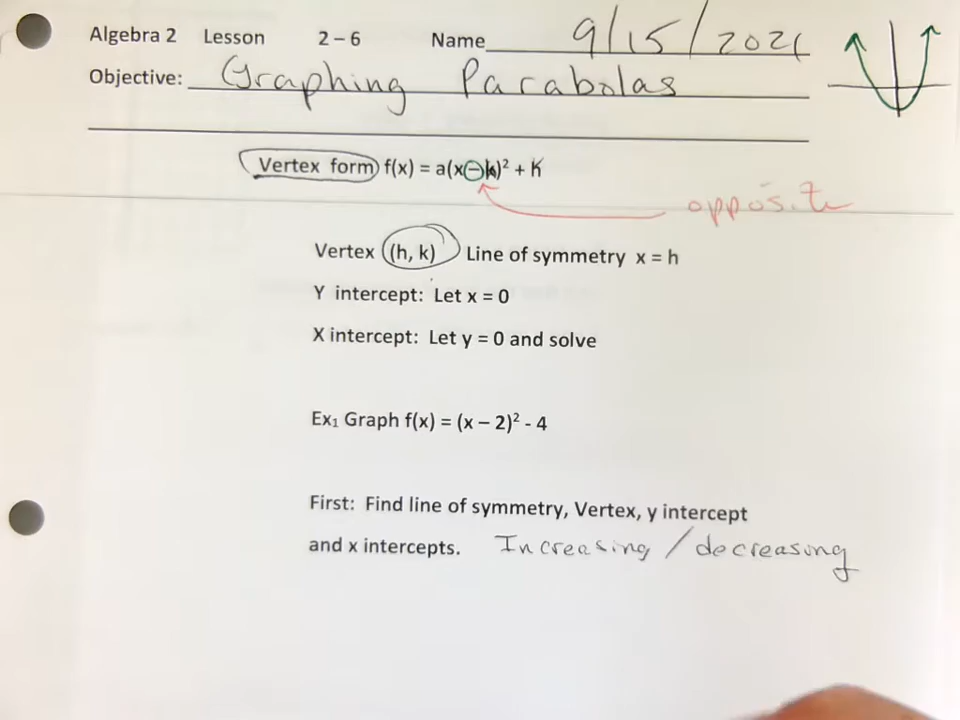 Algebra 2 Lesson 2 – 6 Name 9/15/2021
Objective: Graphing Parabolas
Vertex form f(x) = a(x – h)² + K
opposite
Vertex (h, k) Line of symmetry x = h
Y intercept: Let x = 0
X intercept: Let y = 0 and solve
Ex₁ Graph f(x) = (x – 2)² - 4
First: Find line of symmetry, Vertex, y intercept
and x intercepts. Increasing / decreasing